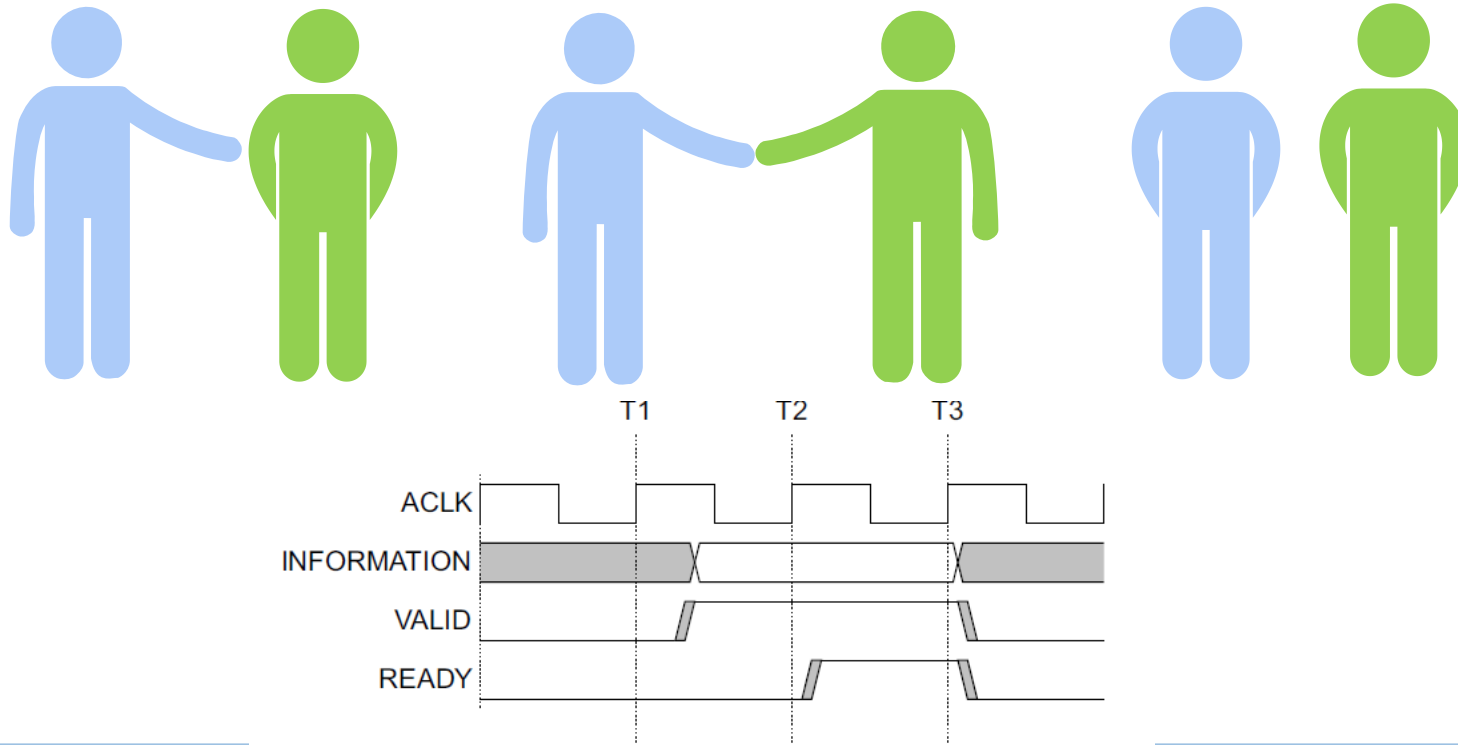 T1 T2 T3
ACLK
INFORMATION
VALID
READY